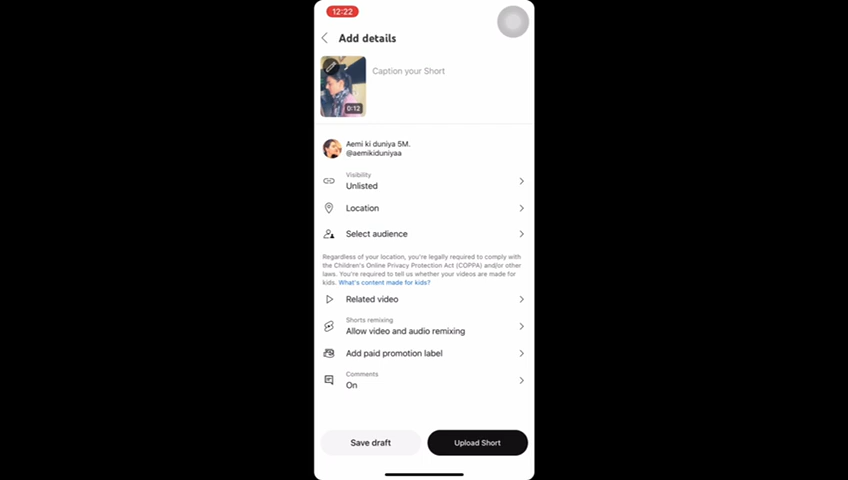 12:22
Add details
Caption your Short
0:12
Aemi ki duniya 5M.
@aemikiduniyaa
Visibility
Unlisted
Location
Select audience
Regardless of your location, you're legally required to comply with
the Children's Online Privacy Protection Act (COPPA) and/or other
laws. You're required to tell us whether your videos are made for
kids. What's content made for kids?
Related video
Shorts remixing
Allow video and audio remixing
Add paid promotion label
Comments
On
Save draft
Upload Short